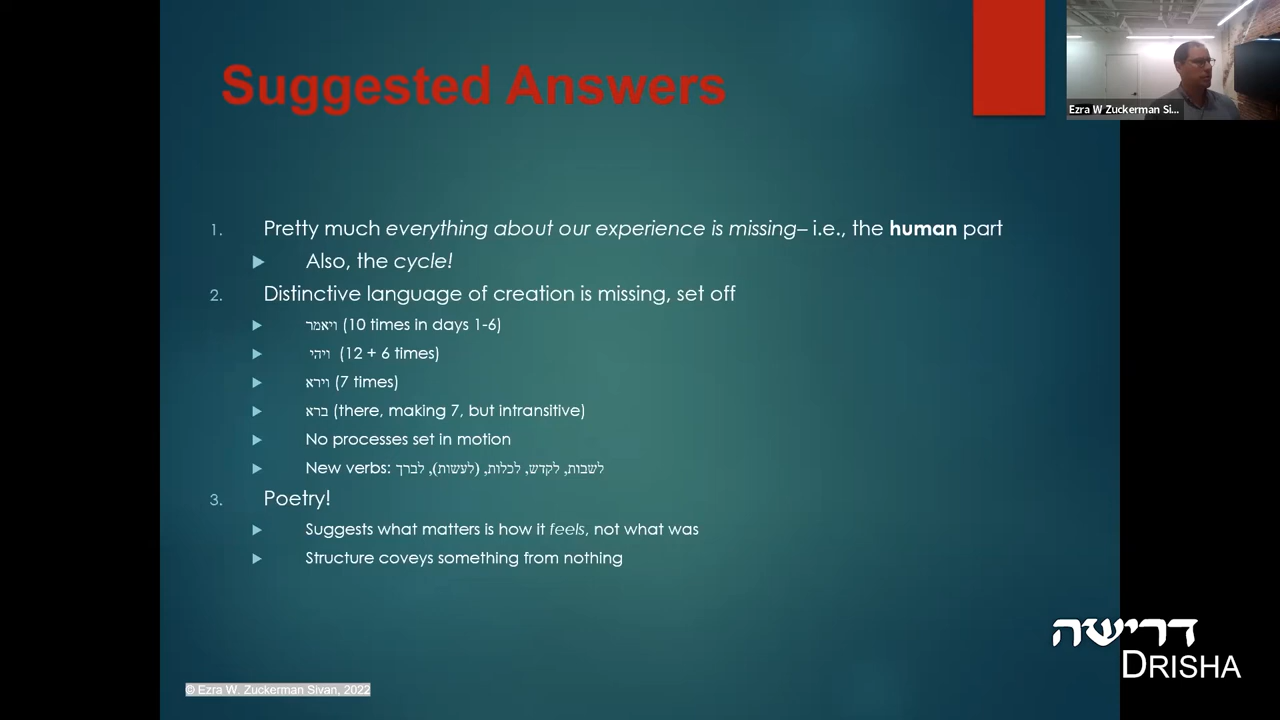 Suggested Answers
Ezra W Zuckerman Si...
1. Pretty much everything about our experience is missing– i.e., the human part
Also, the cycle!
2. Distinctive language of creation is missing, set off
ויאמר (10 times in days 1-6)
ויהי (12 + 6 times)
וירא (7 times)
ברא (there, making 7, but intransitive)
No processes set in motion
New verbs: לשבות, לקדש, לכלות, (לעשות), לברך
3. Poetry!
Suggests what matters is how it feels, not what was
Structure coveys something from nothing
דרישה
DRISHA
© Ezra W. Zuckerman Sivan, 2022